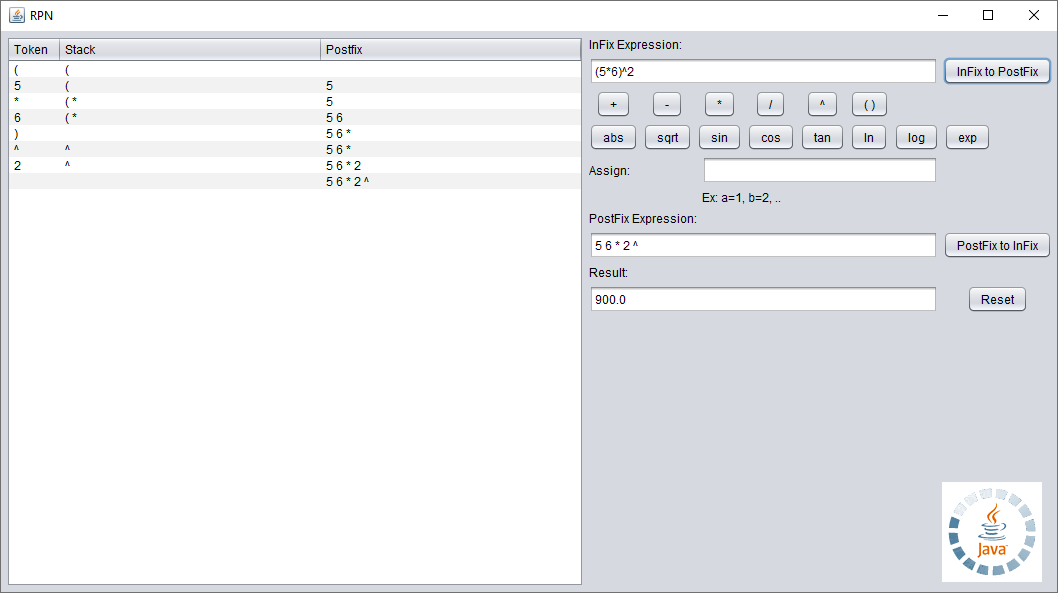 RPN
Token Stack Postfix
( (
5 ( 5
* ( * 5
6 ( * 5 6
) 5 6 *
^ ^ 5 6 *
2 ^ 5 6 * 2
5 6 * 2 ^
InFix Expression:
(5*6)^2 InFix to PostFix
+ - * / ^ ( )
abs sqrt sin cos tan ln log exp
Assign:
Ex: a=1, b=2, ..
PostFix Expression:
5 6 * 2 ^ PostFix to InFix
Result:
900.0 Reset
Java